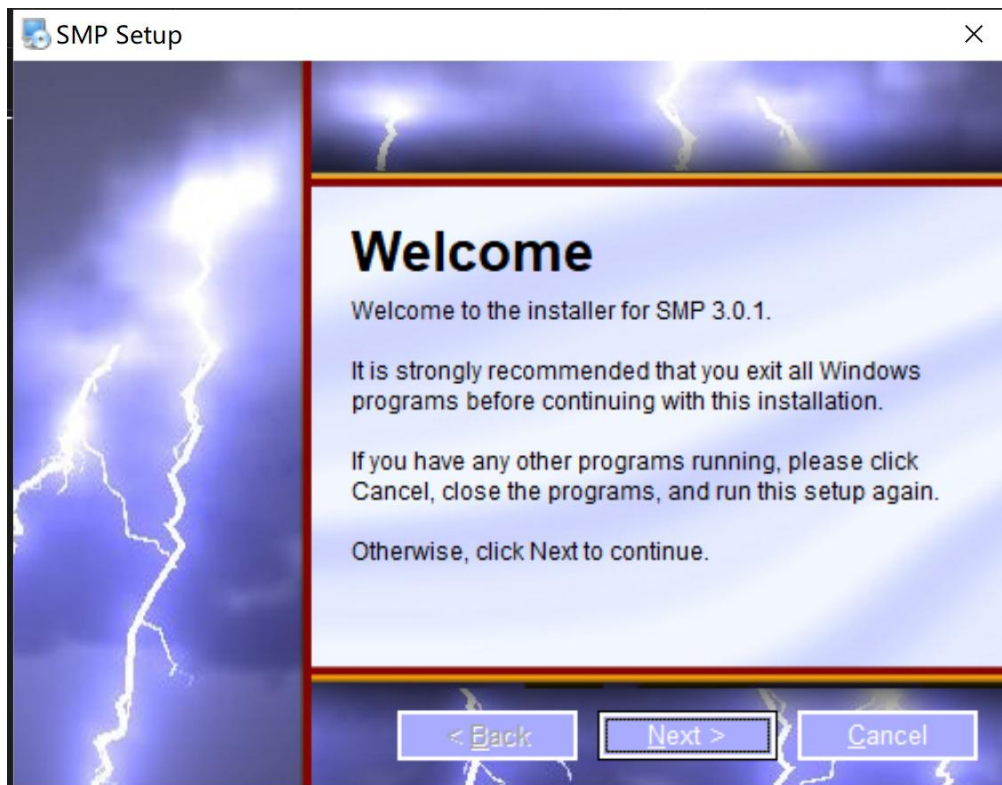 SMP Setup
Welcome
Welcome to the installer for SMP 3.0.1.
It is strongly recommended that you exit all Windows
programs before continuing with this installation.
If you have any other programs running, please click
Cancel, close the programs, and run this setup again.
Otherwise, click Next to continue.
< Back Next > Cancel